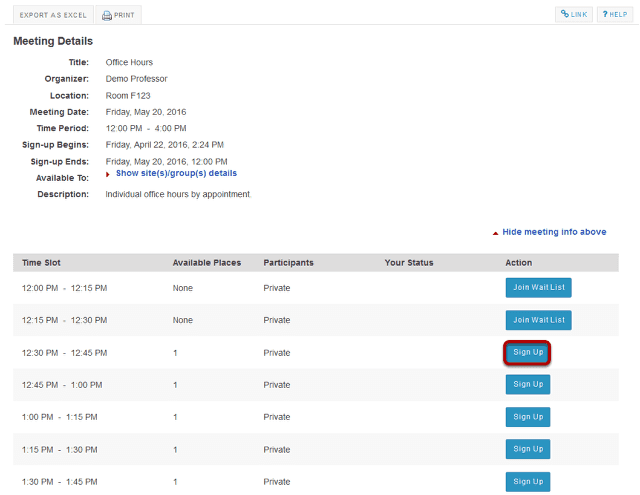 EXPORT AS EXCEL PRINT LINK ? HELP
Meeting Details
Title: Office Hours
Organizer: Demo Professor
Location: Room F123
Meeting Date: Friday, May 20, 2016
Time Period: 12:00 PM - 4:00 PM
Sign-up Begins: Friday, April 22, 2016, 2:24 PM
Sign-up Ends: Friday, May 20, 2016, 12:00 PM
Available To: Show site(s)/group(s) details
Description: Individual office hours by appointment.
Hide meeting info above
Time Slot Available Places Participants Your Status Action
12:00 PM - 12:15 PM None Private Join Wait List
12:15 PM - 12:30 PM None Private Join Wait List
12:30 PM - 12:45 PM 1 Private Sign Up
12:45 PM - 1:00 PM 1 Private Sign Up
1:00 PM - 1:15 PM 1 Private Sign Up
1:15 PM - 1:30 PM 1 Private Sign Up
1:30 PM - 1:45 PM 1 Private Sign Up